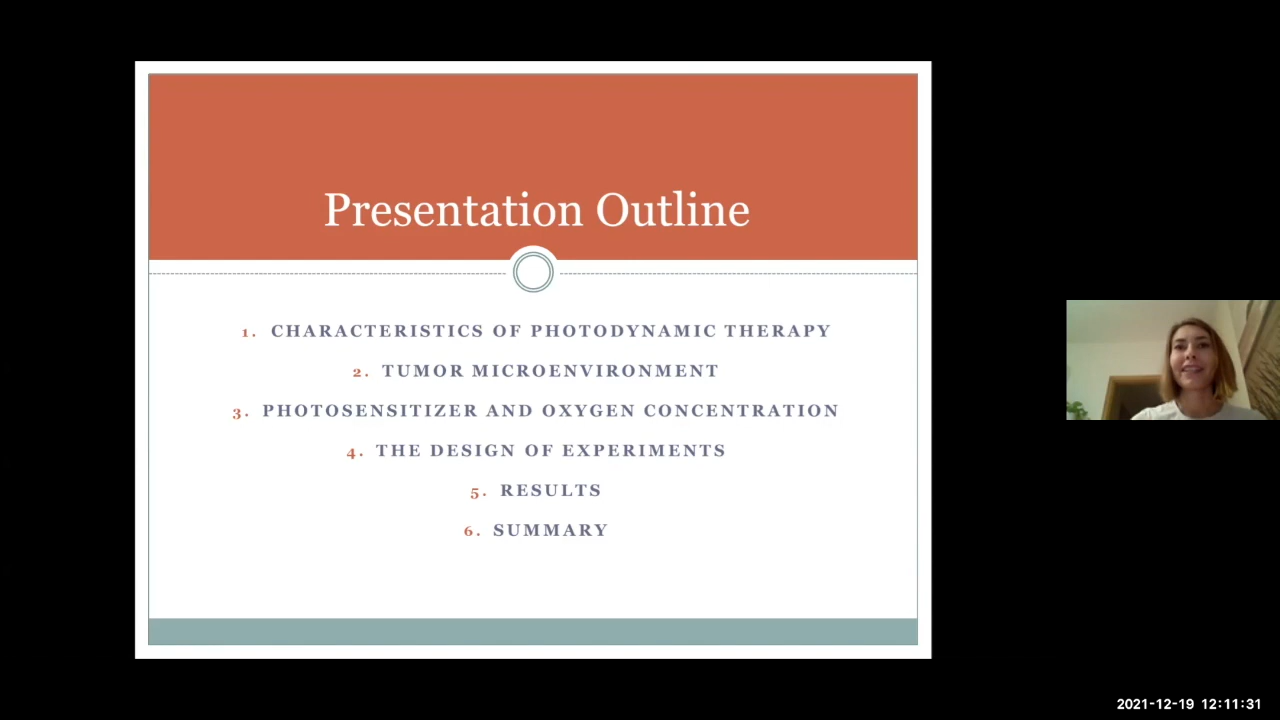 Presentation Outline
1. CHARACTERISTICS OF PHOTODYNAMIC THERAPY
2. TUMOR MICROENVIRONMENT
3. PHOTOSENSITIZER AND OXYGEN CONCENTRATION
4. THE DESIGN OF EXPERIMENTS
5. RESULTS
6. SUMMARY
2021-12-19 12:11:31